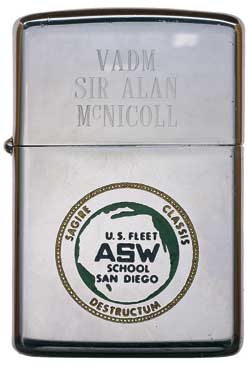 VADM
SIR ALAN
McNICOLL
SAGIRE CLASSIS
U.S. FLEET
ASW
SCHOOL
SAN DIEGO
DESTRUCTUM